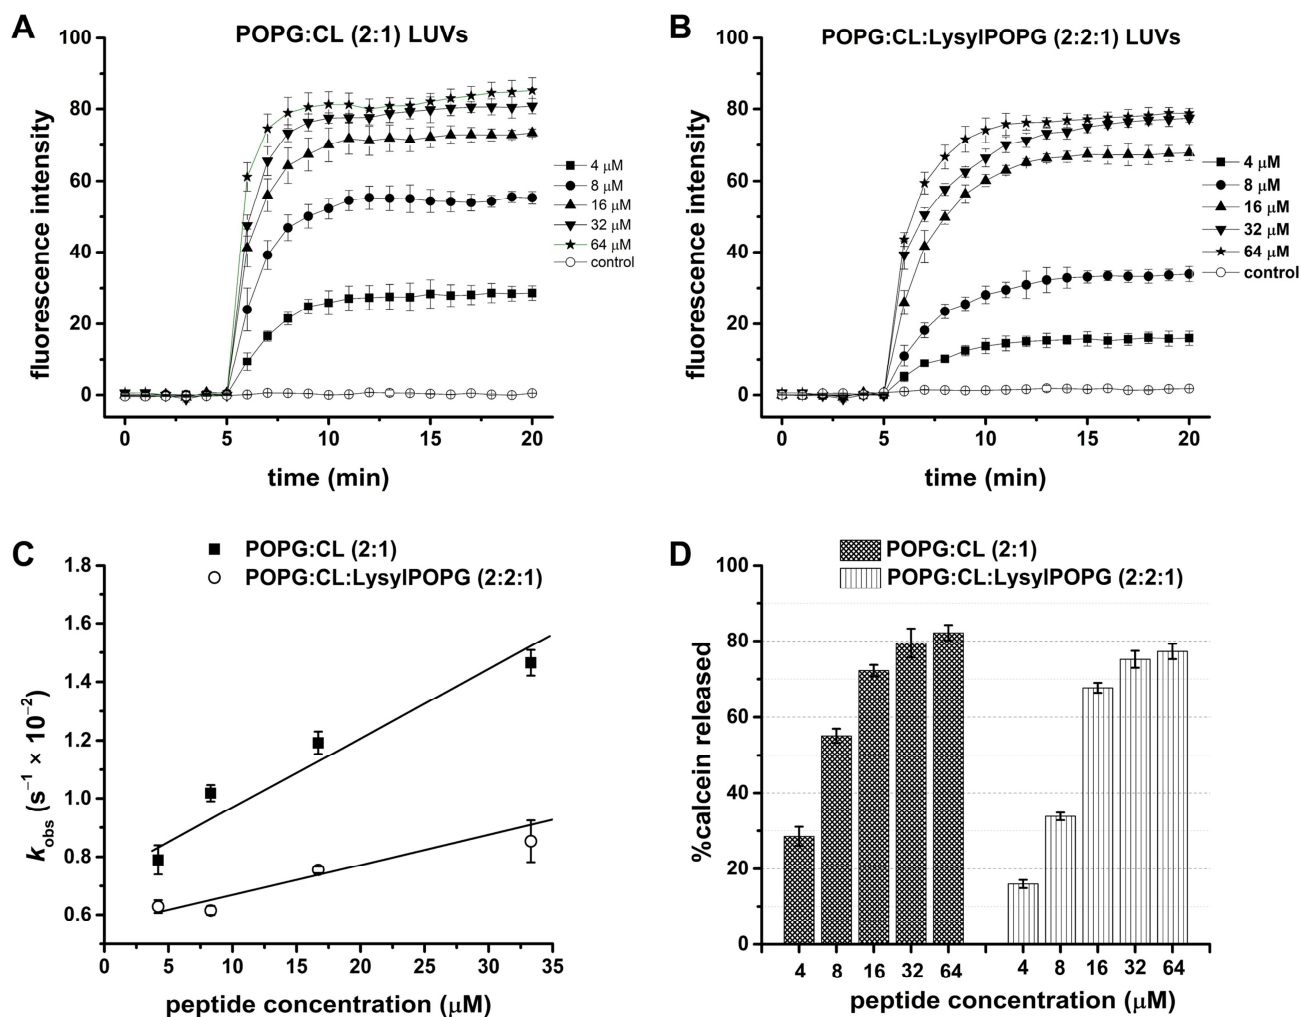 A
POPG:CL (2:1) LUVs
fluorescence intensity
100
80
60
40
20
0
0
5
10
15
20
time (min)
4 μM
8 μM
16 μM
32 μM
64 μM
control
B
POPG:CL:LysylPOPG (2:2:1) LUVs
fluorescence intensity
100
80
60
40
20
0
0
5
10
15
20
time (min)
4 μM
8 μM
16 μM
32 μM
64 μM
control
C
POPG:CL (2:1)
POPG:CL:LysylPOPG (2:2:1)
k_obs (s⁻¹ × 10⁻²)
1.8
1.6
1.4
1.2
1.0
0.8
0.6
0
5
10
15
20
25
30
35
peptide concentration (μM)
D
POPG:CL (2:1)
POPG:CL:LysylPOPG (2:2:1)
%calcein released
100
80
60
40
20
0
4
8
16
32
64
4
8
16
32
64
peptide concentration (μM)